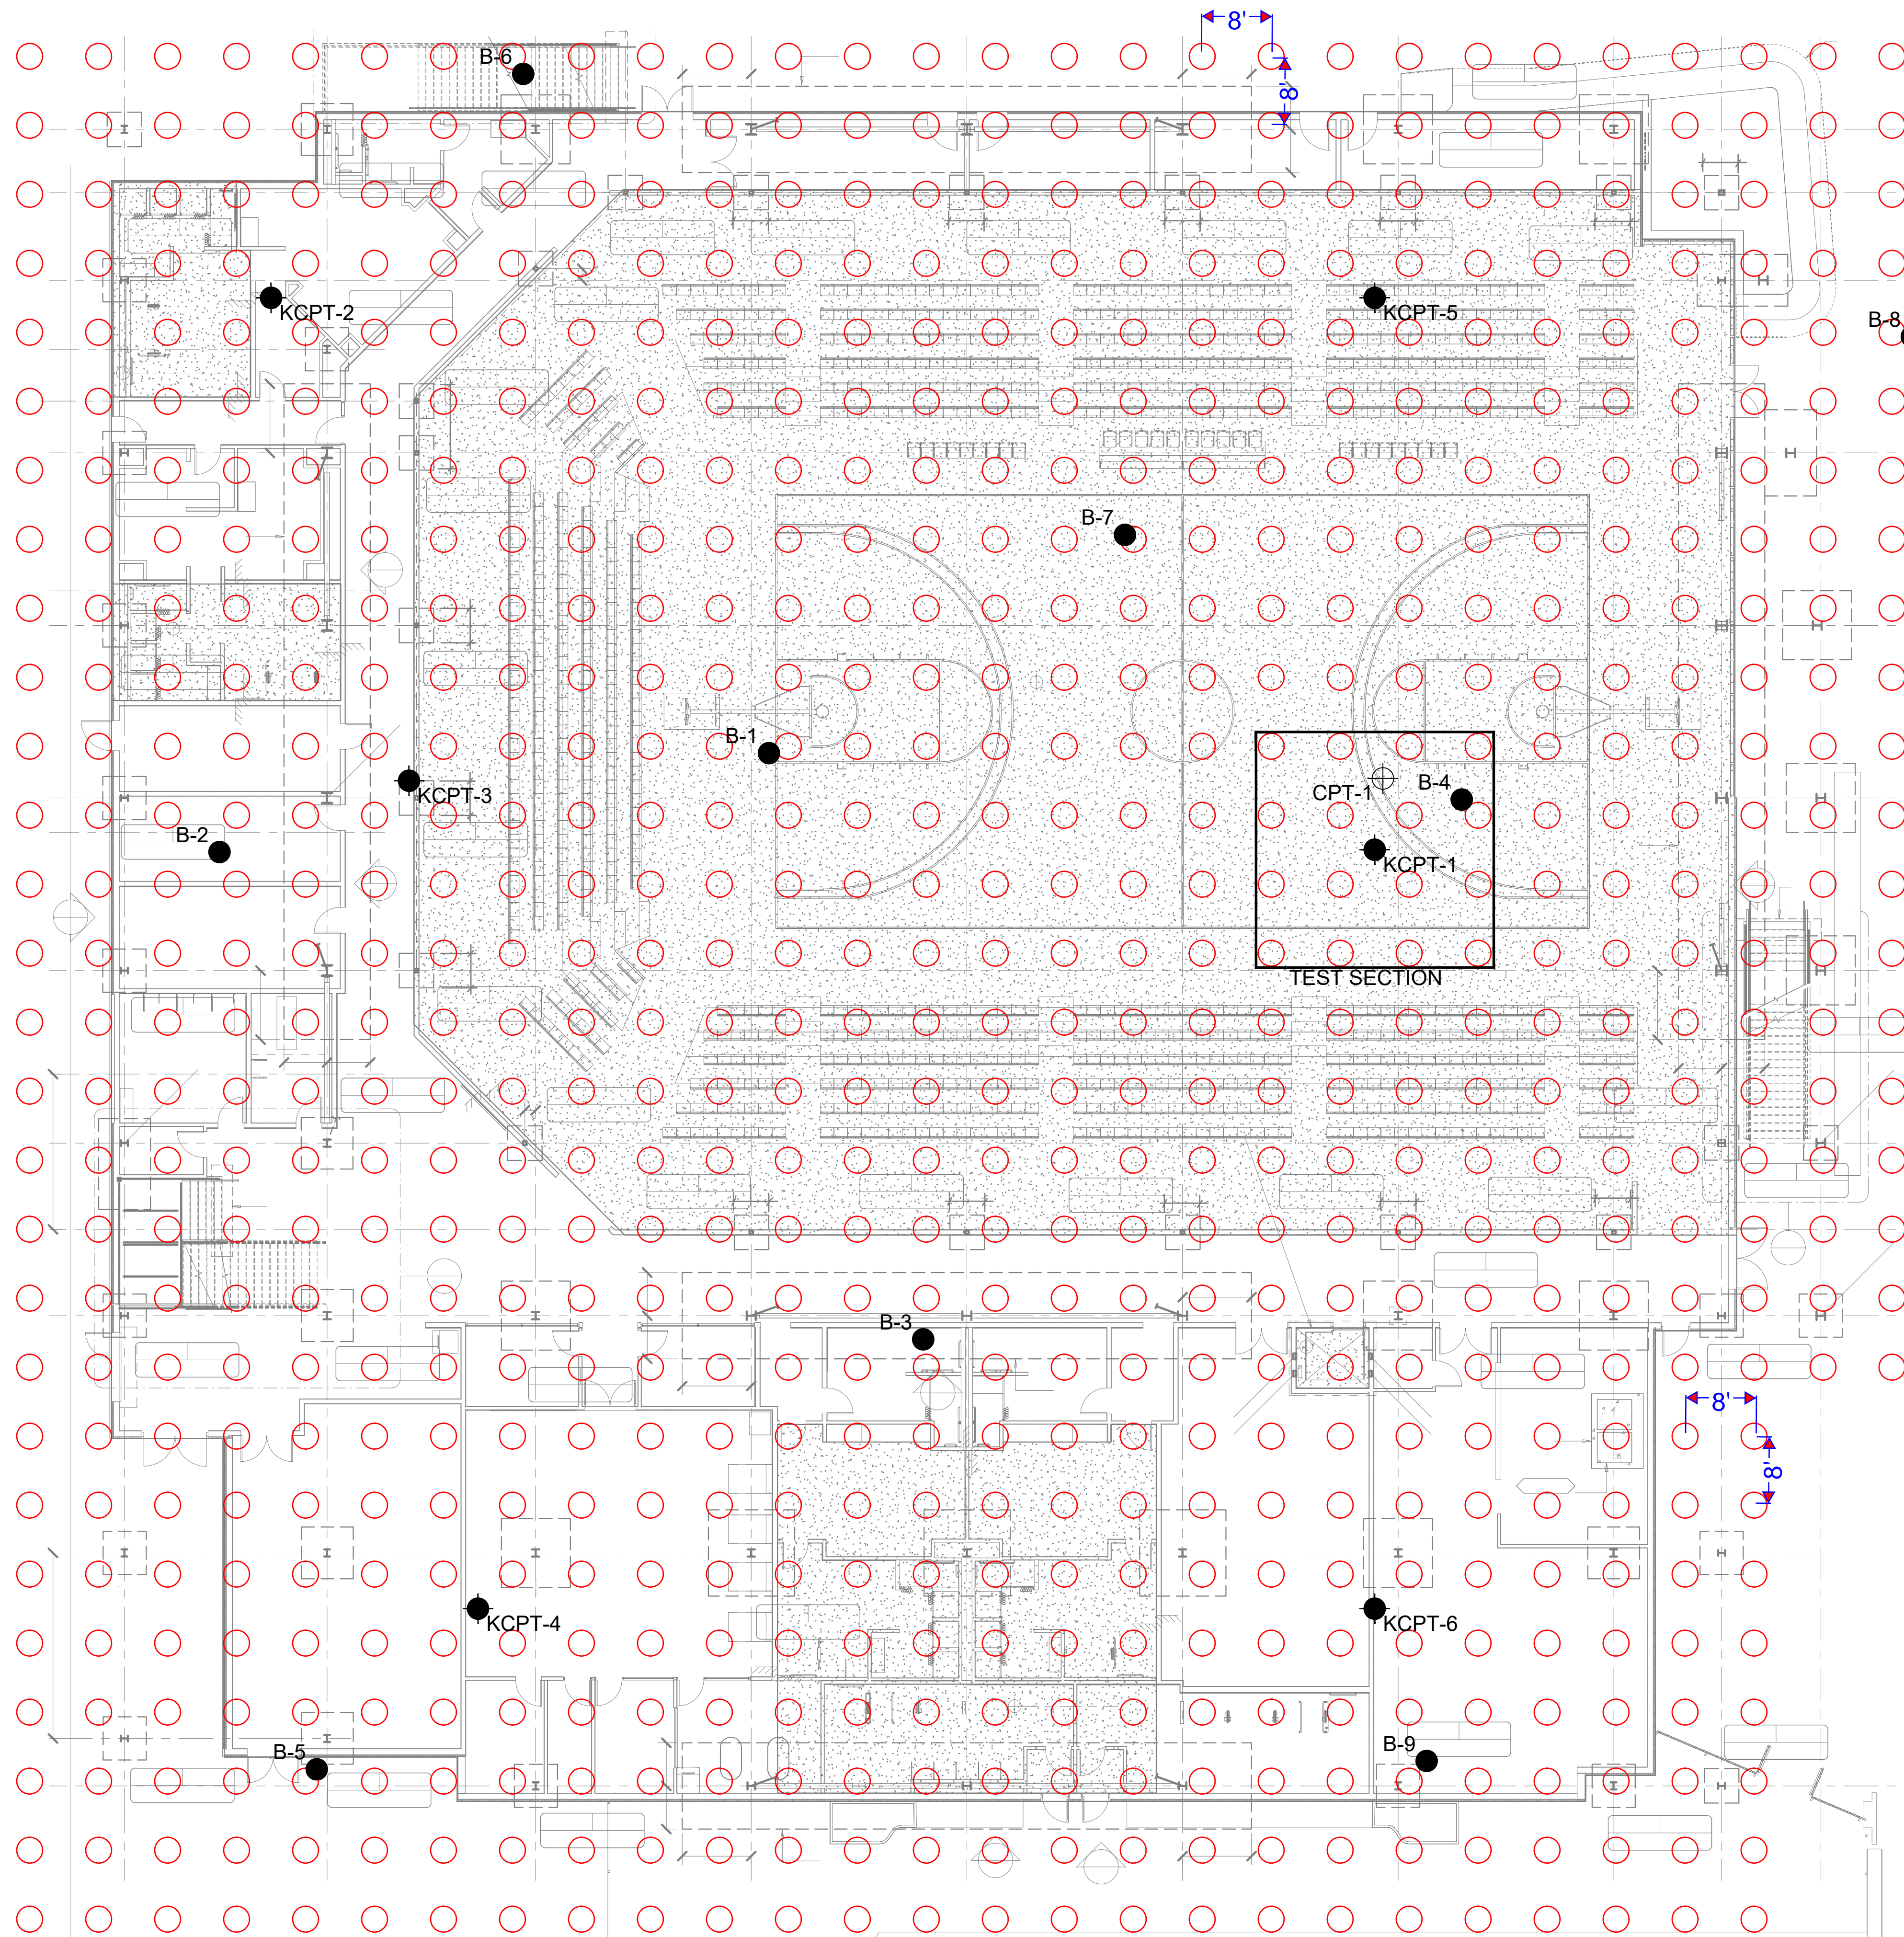 8'
8'
B-6
KCPT-2
KCPT-5
B-8
B-7
B-1
KCPT-3
CPT-1
B-4
B-2
KCPT-1
TEST SECTION
B-3
8'
8'
KCPT-4
KCPT-6
B-5
B-9